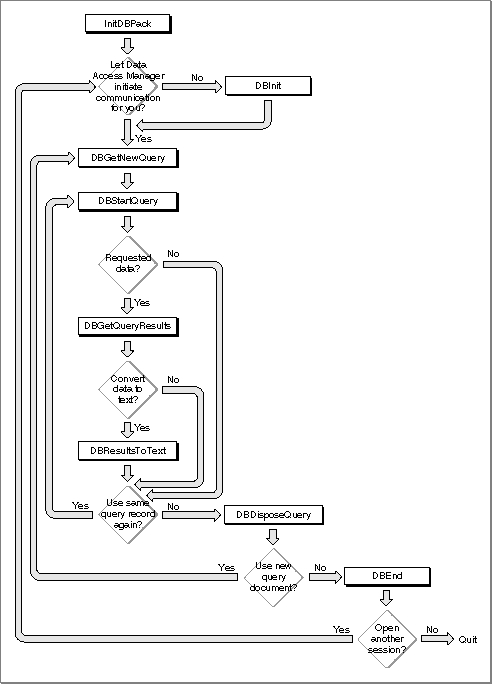 InitDBPack
Let Data
Access Manager
initiate
communication
for you?
No
DBInit
Yes
DBGetNewQuery
DBStartQuery
Requested
data?
No
Yes
DBGetQueryResults
Convert
data to
text?
No
Yes
DBResultsToText
Yes
Use same
query record
again?
No
DBDisposeQuery
Yes
Use new
query
document?
No
DBEnd
Yes
Open
another
session?
No
Quit